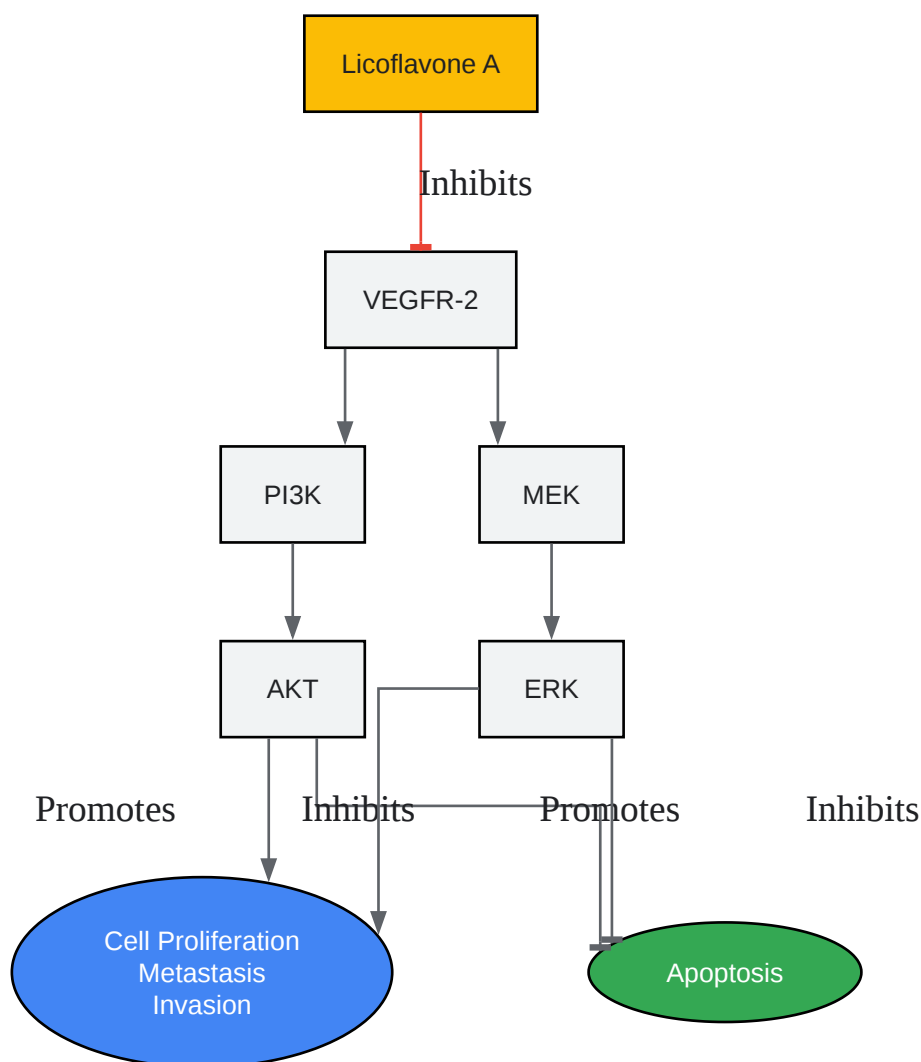 Licoflavone A
Inhibits
VEGFR-2
PI3K
MEK
AKT
ERK
Promotes
Inhibits
Promotes
Inhibits
Cell Proliferation
Metastasis
Invasion
Apoptosis